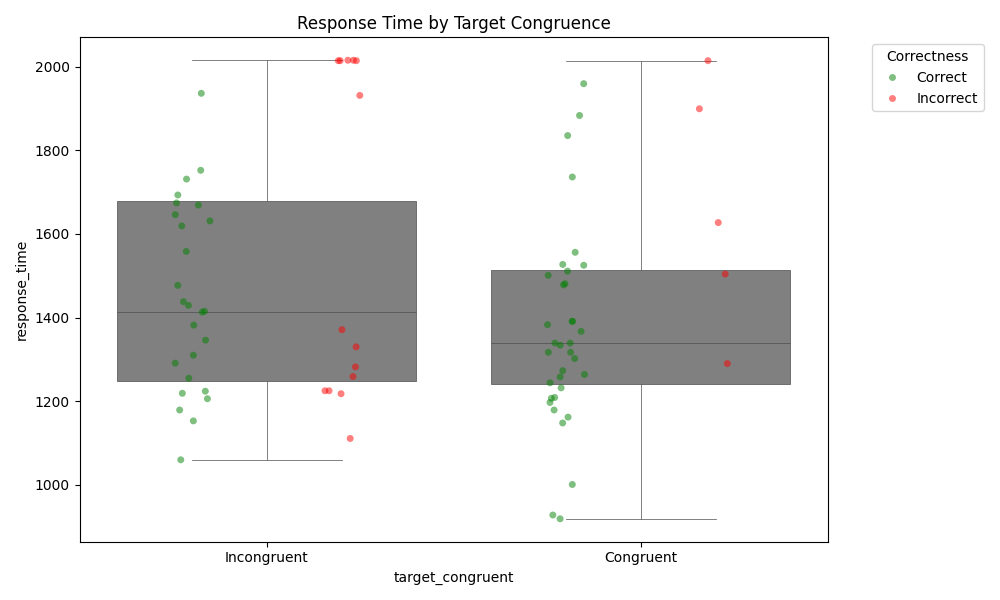 Response Time by Target Congruence
Correctness
Correct
Incorrect
response_time
2000
1800
1600
1400
1200
1000
Incongruent
Congruent
target_congruent